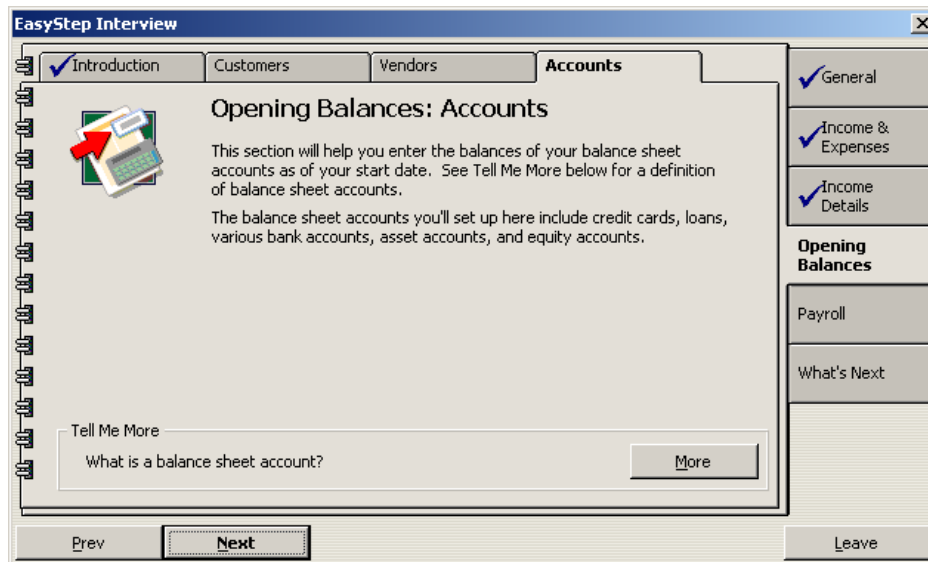 EasyStep Interview
Introduction
Customers
Vendors
Accounts
Opening Balances: Accounts
This section will help you enter the balances of your balance sheet
accounts as of your start date.  See Tell Me More below for a definition
of balance sheet accounts.
The balance sheet accounts you'll set up here include credit cards, loans,
various bank accounts, asset accounts, and equity accounts.
Tell Me More
What is a balance sheet account?
More
General
Income &
Expenses
Income
Details
Opening
Balances
Payroll
What's Next
Prev
Next
Leave